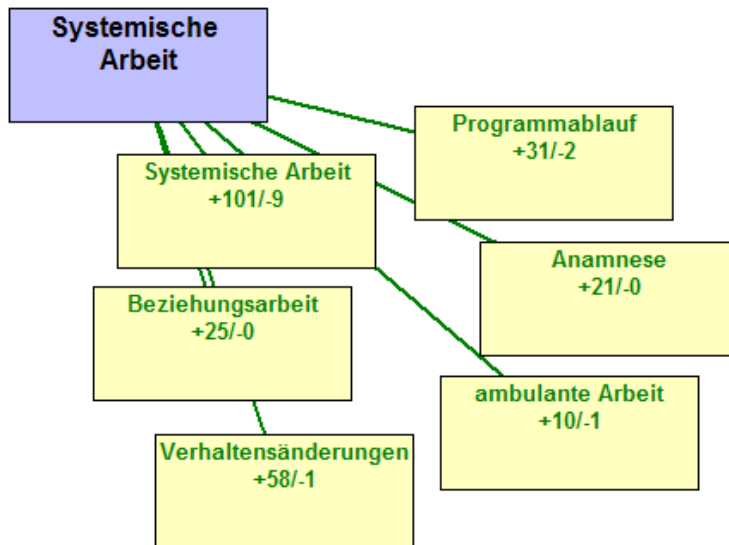 Systemische
Arbeit
Programmablauf
+31/-2
Systemische Arbeit
+101/-9
Anamnese
+21/-0
Beziehungsarbeit
+25/-0
ambulante Arbeit
+10/-1
Verhaltensänderungen
+58/-1